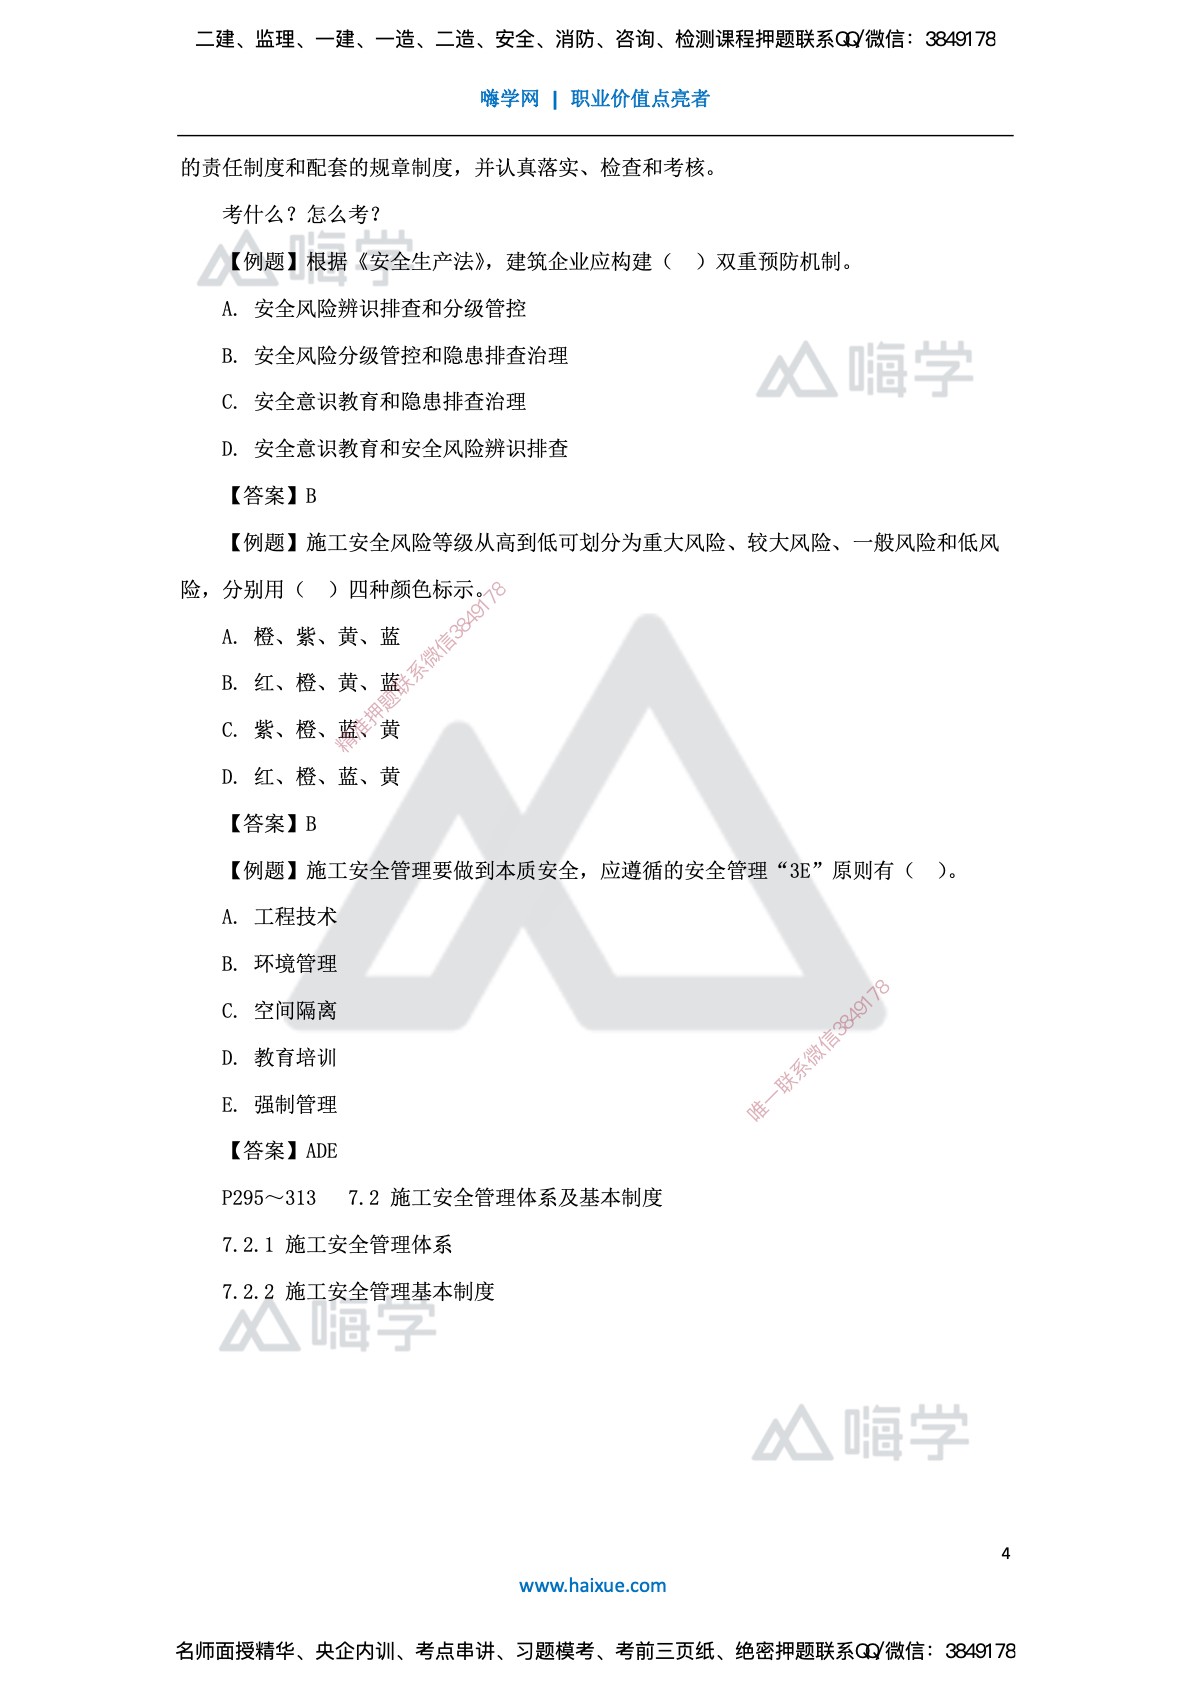 二建、监理、一建、一造、二造、安全、消防、咨询、检测课程押题联系QQ/微信：3849178
嗨学网 | 职业价值点亮者
的责任制度和配套的规章制度，并认真落实、检查和考核。
考什么？怎么考？
嗨学
【例题】根据《安全生产法》，建筑企业应构建（　）双重预防机制。
A. 安全风险辨识排查和分级管控
B. 安全风险分级管控和隐患排查治理
嗨学
C. 安全意识教育和隐患排查治理
D. 安全意识教育和安全风险辨识排查
【答案】B
【例题】施工安全风险等级从高到低可划分为重大风险、较大风险、一般风险和低风
险，分别用（　）四种颜色标示。
A. 橙、紫、黄、蓝
B. 红、橙、黄、蓝
精准押题联系微信3849178
C. 紫、橙、蓝、黄
D. 红、橙、蓝、黄
【答案】B
【例题】施工安全管理要做到本质安全，应遵循的安全管理“3E”原则有（　）。
A. 工程技术
B. 环境管理
C. 空间隔离
D. 教育培训
唯一联系微信3849178
E. 强制管理
【答案】ADE
P295～313　7.2 施工安全管理体系及基本制度
7.2.1 施工安全管理体系
7.2.2 施工安全管理基本制度
嗨学
嗨学
4
www.haixue.com
名师面授精华、央企内训、考点串讲、习题模考、考前三页纸、绝密押题联系QQ/微信：3849178